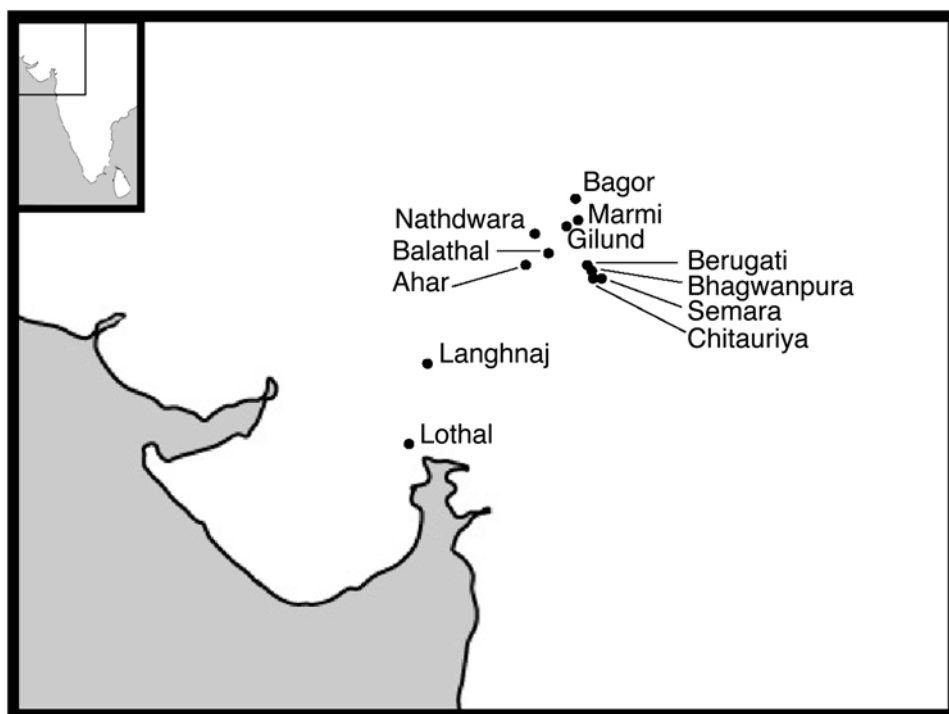 Bagor
Nathdwara
Marmi
Gilund
Balathal
Ahar
Berugati
Bhagwanpura
Semara
Chitauriya
Langhnaj
Lothal